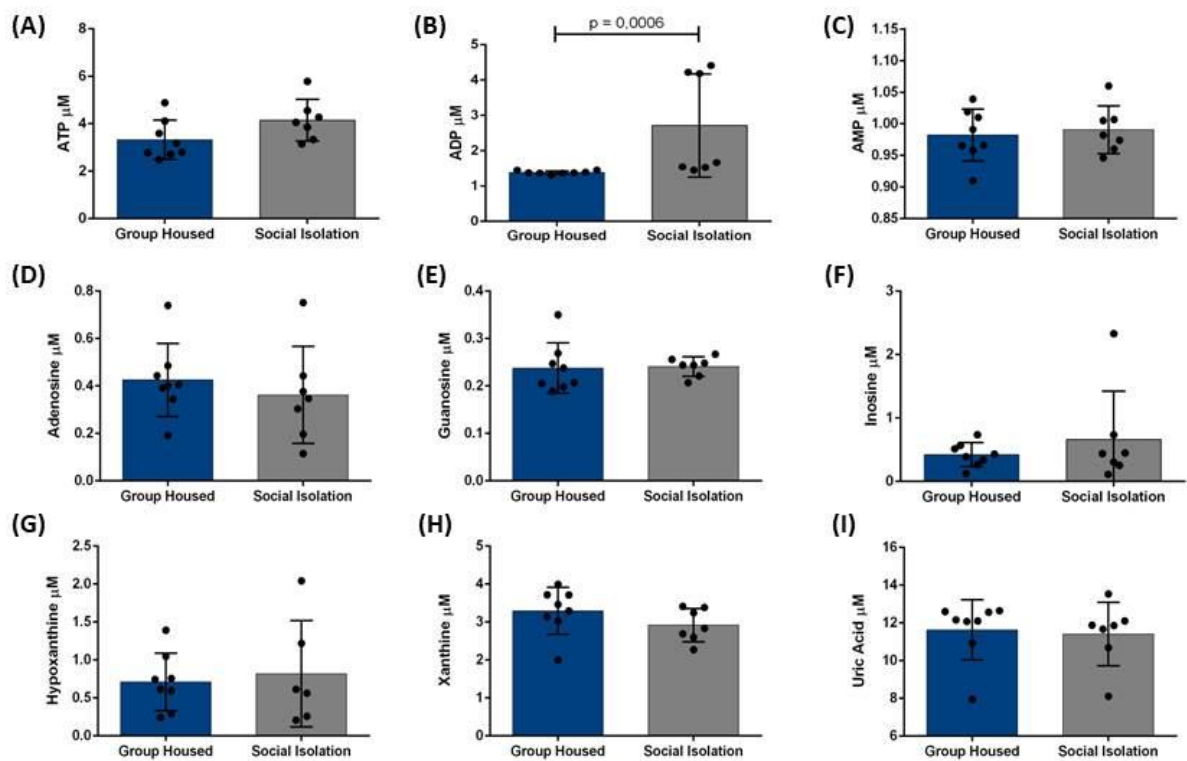 (A)
8
6
4
2
0
ATP µM
Group Housed
Social Isolation
(B)
p = 0,0006
5
4
3
2
1
0
ADP µM
Group Housed
Social Isolation
(C)
1.15
1.10
1.05
1.00
0.95
0.90
0.85
AMP µM
Group Housed
Social Isolation
(D)
0.8
0.6
0.4
0.2
0.0
Adenosine µM
Group Housed
Social Isolation
(E)
0.4
0.3
0.2
0.1
0.0
Guanosine µM
Group Housed
Social Isolation
(F)
3
2
1
0
Inosine µM
Group Housed
Social Isolation
(G)
2.5
2.0
1.5
1.0
0.5
0.0
Hypoxanthine µM
Group Housed
Social Isolation
(H)
5
4
3
2
1
0
Xanthine µM
Group Housed
Social Isolation
(I)
16
14
12
10
8
6
Uric Acid µM
Group Housed
Social Isolation